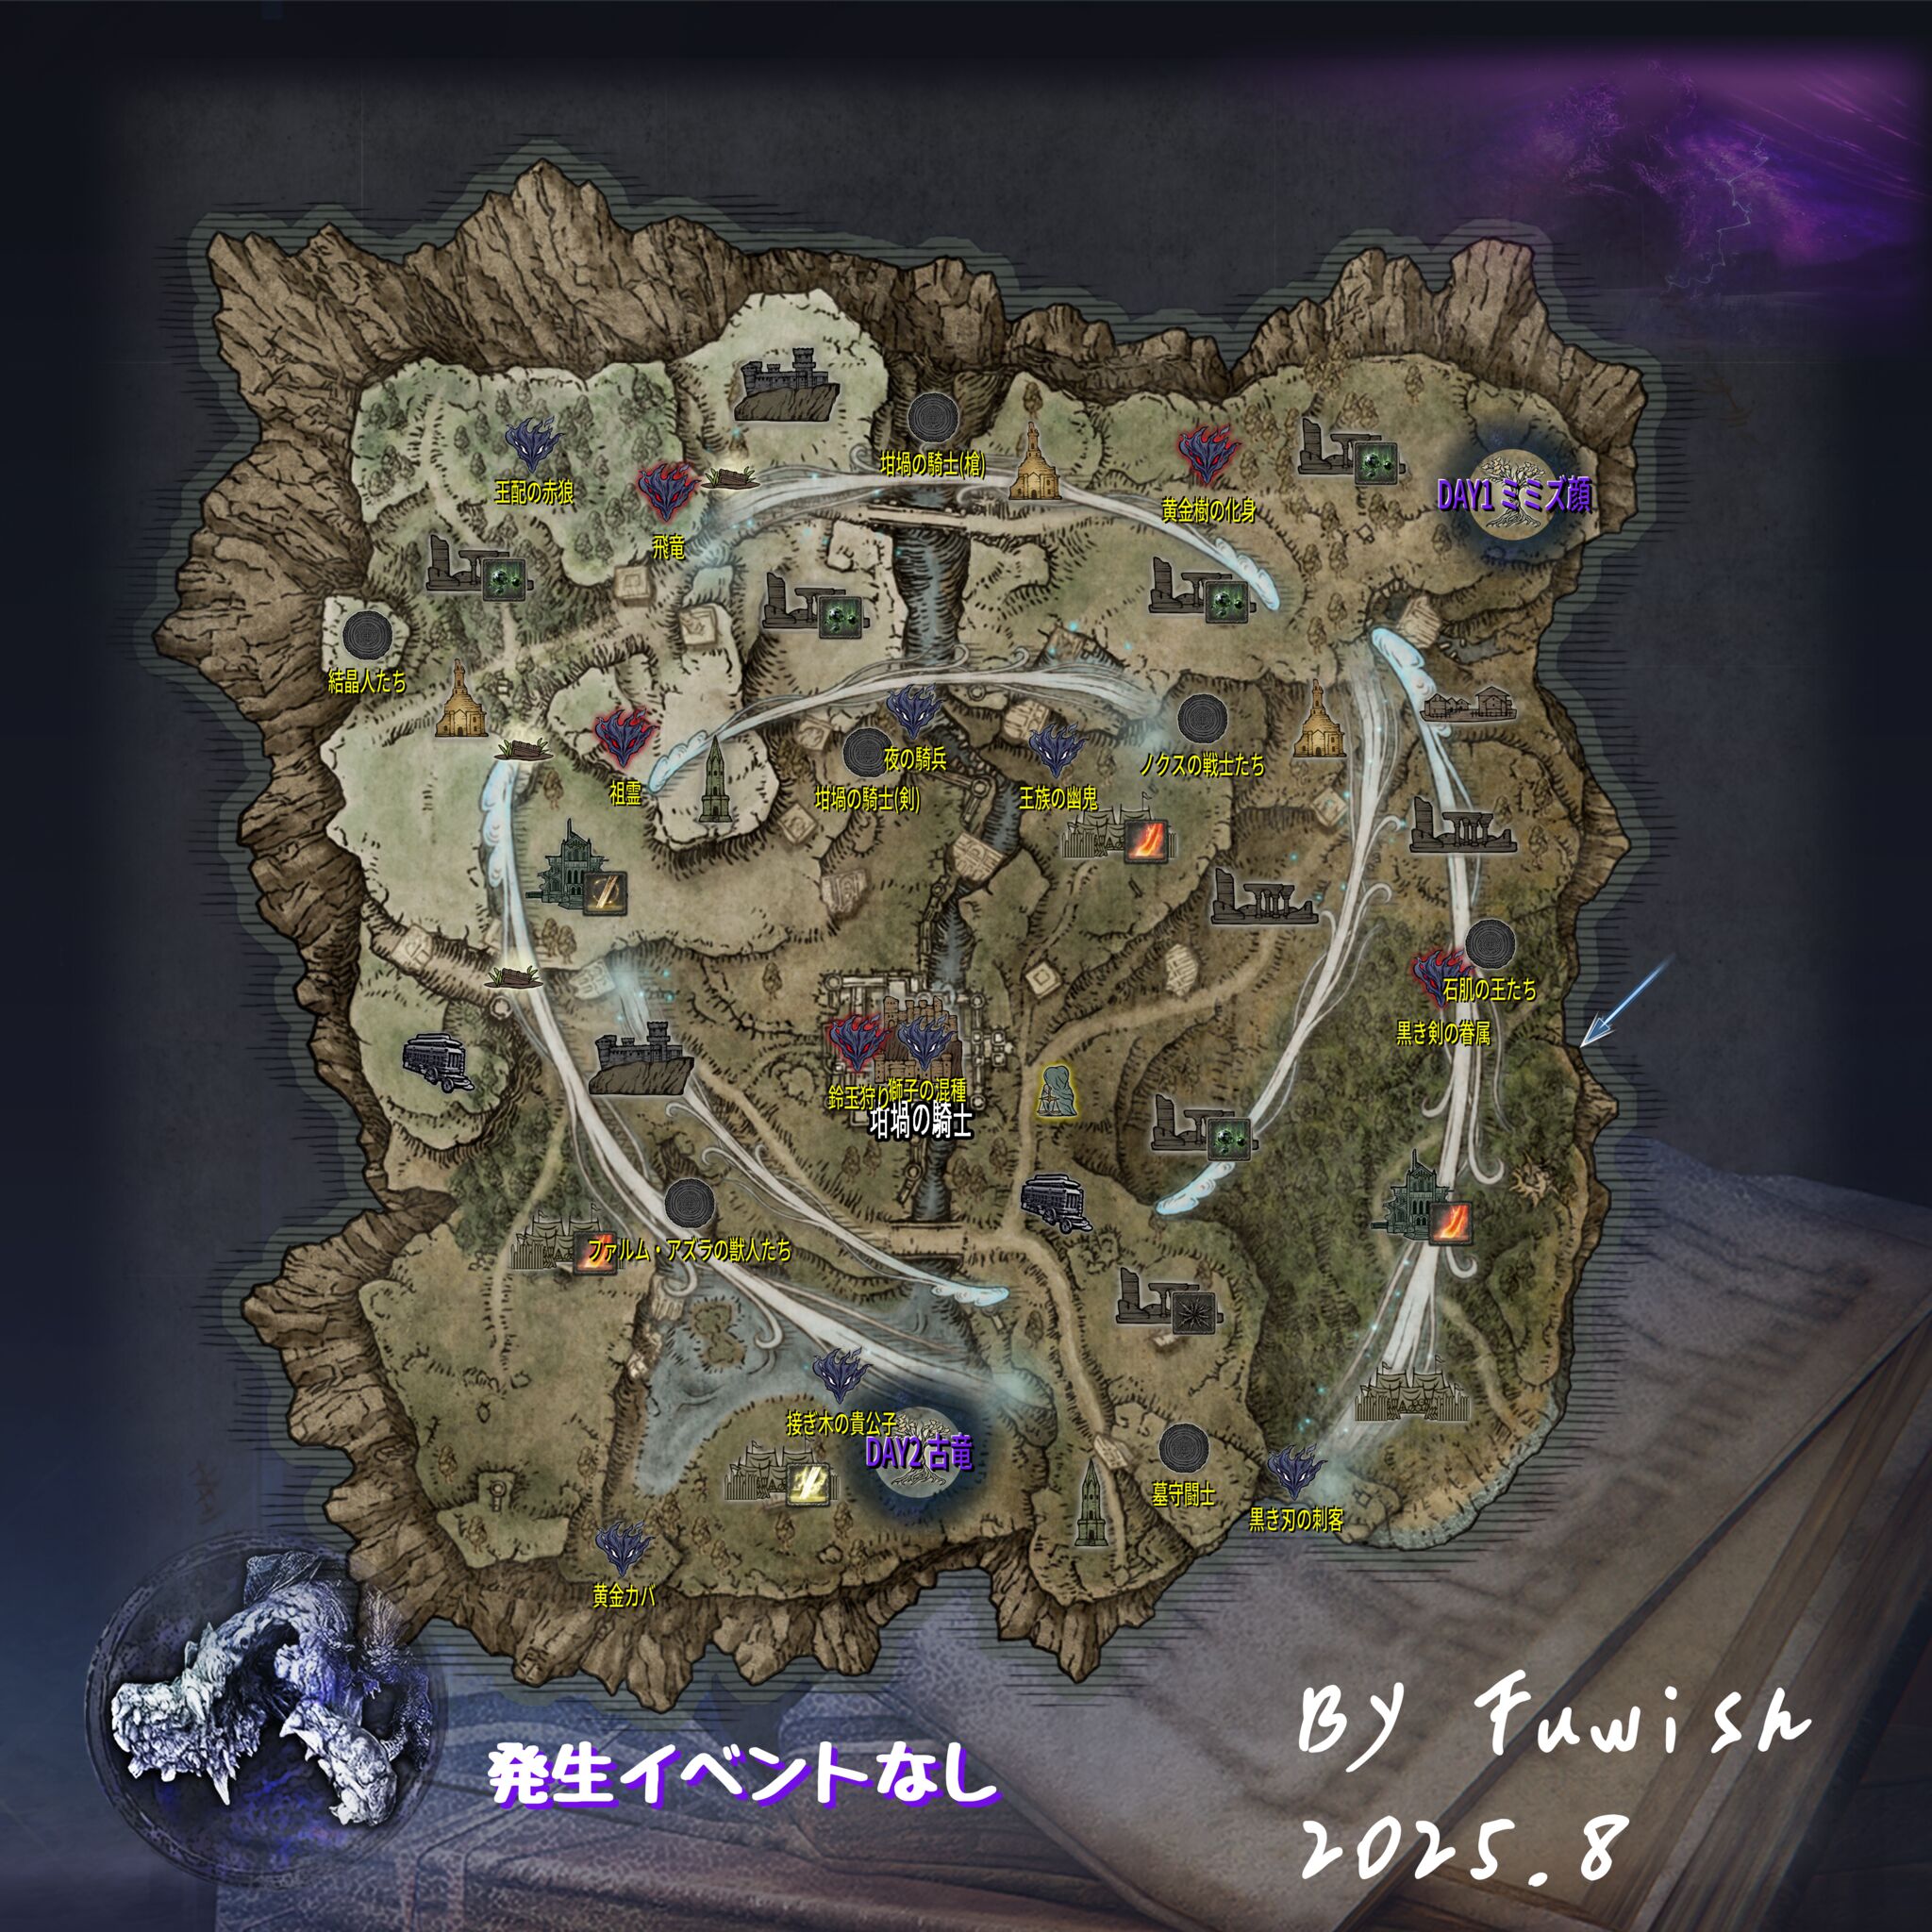 坩堝の騎士(槍)
王配の赤狼
DAY1 ミミズ顔
黄金樹の化身
飛竜
結晶人たち
夜の騎兵
ノクスの戦士たち
祖霊
坩堝の騎士(剣)
王族の幽鬼
石肌の王たち
黒き剣の眷属
鈴玉狩り
獅子の混種
坩堝の騎士
ファルム・アズラの獣人たち
接ぎ木の貴公子
DAY2 古竜
墓守闘士
黒き刃の刺客
黄金カバ
発生イベントなし
By Fuwish
2025.8